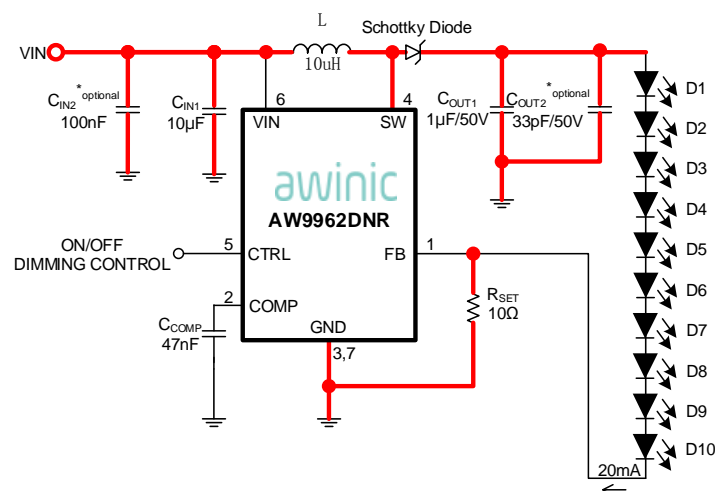 L
Schottky Diode
VIN
10uH
CIN2 *optional
100nF
CIN1
10µF
6
VIN
4
SW
COUT1
1µF/50V
COUT2 *optional
33pF/50V
D1
D2
D3
D4
D5
D6
D7
D8
D9
D10
awinic
AW9962DNR
ON/OFF
DIMMING CONTROL
5
CTRL
FB
1
2
COMP
CCOMP
47nF
GND
3,7
RSET
10Ω
20mA